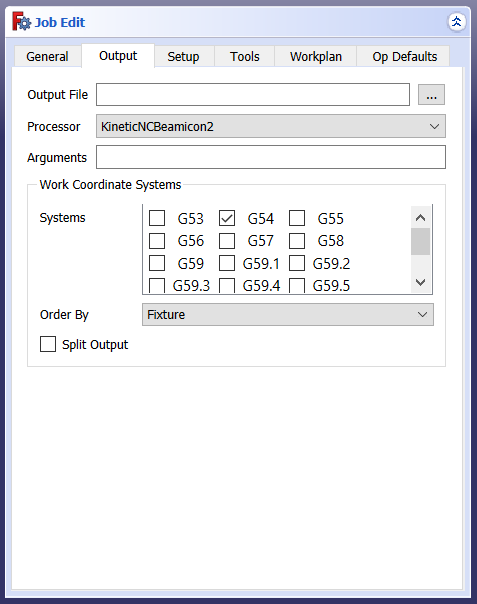 Job Edit
General Output Setup Tools Workplan Op Defaults
Output File ...
Processor KineticNCBeamicon2
Arguments
Work Coordinate Systems
Systems G53 G54 G55
G56 G57 G58
G59 G59.1 G59.2
G59.3 G59.4 G59.5
Order By Fixture
Split Output